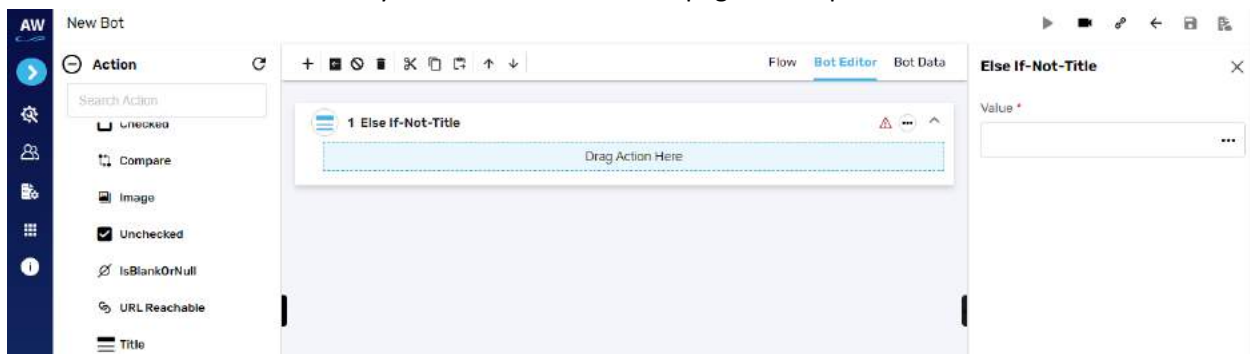 AW
New Bot
Action
Search Action
Unchecked
Compare
Image
Unchecked
IsBlankOrNull
URL Reachable
Title
Flow Bot Editor Bot Data
1 Else If-Not-Title
Drag Action Here
Else If-Not-Title
Value *